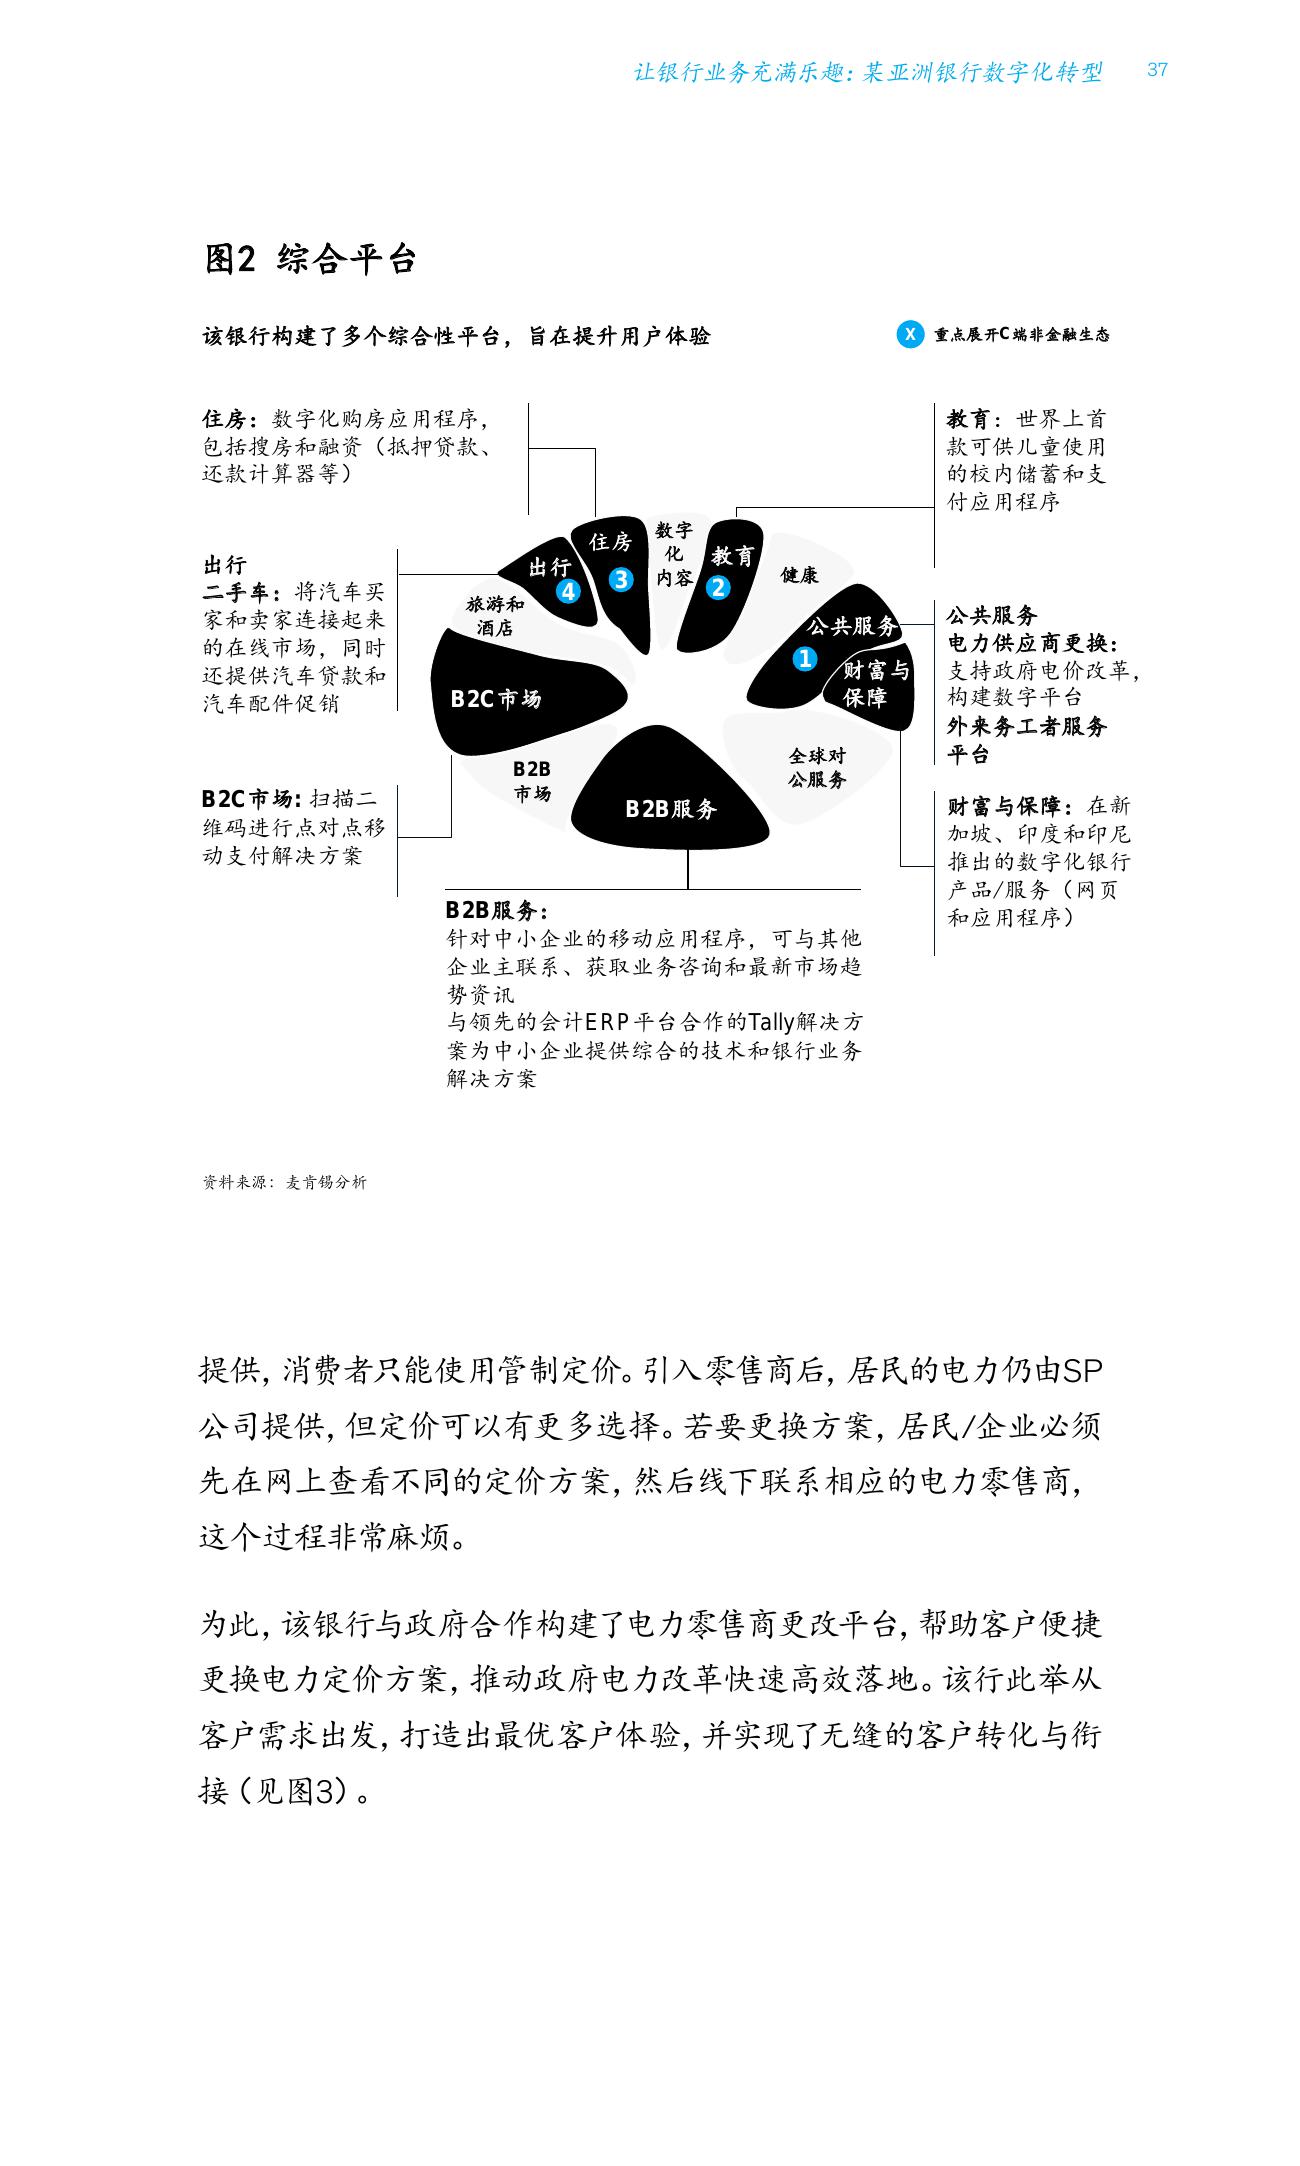 让银行业务充满乐趣：某亚洲银行数字化转型 37
图2 综合平台
该银行构建了多个综合性平台，旨在提升用户体验
X 重点展开C端非金融生态
住房：数字化购房应用程序，
包括搜房和融资（抵押贷款、
还款计算器等）
教育：世界上首
款可供儿童使用
的校内储蓄和支
付应用程序
出行
二手车：将汽车买
家和卖家连接起来
的在线市场，同时
还提供汽车贷款和
汽车配件促销
出行
4
住房
3
数字
化
内容
教育
2
健康
公共服务
1
财富与
保障
旅游和
酒店
B2C市场
B2B
市场
B2B服务
全球对
公服务
公共服务
电力供应商更换：
支持政府电价改革，
构建数字平台
外来务工者服务
平台
B2C市场：扫描二
维码进行点对点移
动支付解决方案
财富与保障：在新
加坡、印度和印尼
推出的数字化银行
产品/服务（网页
和应用程序）
B2B服务：
针对中小企业的移动应用程序，可与其他
企业主联系、获取业务咨询和最新市场趋
势资讯
与领先的会计ERP平台合作的Tally解决方
案为中小企业提供综合的技术和银行业务
解决方案
资料来源：麦肯锡分析
提供，消费者只能使用管制定价。引入零售商后，居民的电力仍由SP
公司提供，但定价可以有更多选择。若要更换方案，居民/企业必须
先在网上查看不同的定价方案，然后线下联系相应的电力零售商，
这个过程非常麻烦。
为此，该银行与政府合作构建了电力零售商更改平台，帮助客户便捷
更换电力定价方案，推动政府电力改革快速高效落地。该行此举从
客户需求出发，打造出最优客户体验，并实现了无缝的客户转化与衔
接（见图3）。